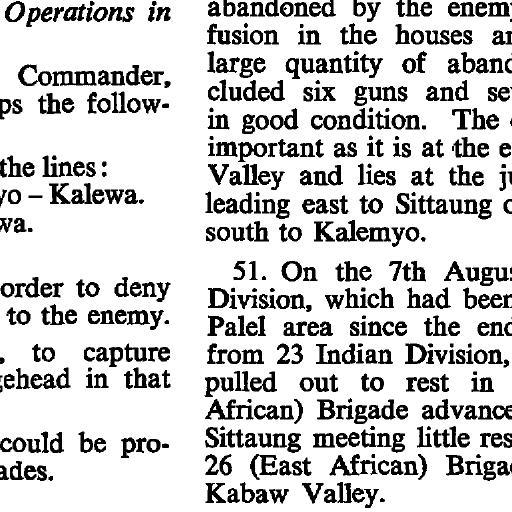 Operations in
Commander,
ps the follow-
the lines:
yo – Kalewa.
wa.
order to deny
to the enemy.
, to capture
gehead in that
could be pro-
ades.
abandoned by the enemy
fusion in the houses an
large quantity of aband
cluded six guns and se
in good condition. The
important as it is at the e
Valley and lies at the ju
leading east to Sittaung
south to Kalemyo.
51. On the 7th Augus
Division, which had been
Palel area since the end
from 23 Indian Division,
pulled out to rest in
African) Brigade advance
Sittaung meeting little res
26 (East African) Briga
Kabaw Valley.